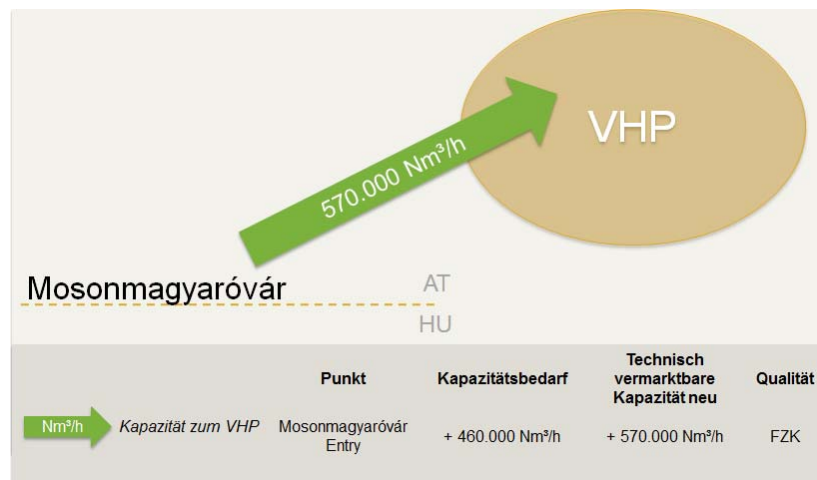 VHP
570.000 Nm³/h
Mosonmagyaróvár
AT
HU
Punkt
Kapazitätsbedarf
Technisch
vermarktbare
Kapazität neu
Qualität
Nm³/h
Kapazität zum VHP
Mosonmagyaróvár
Entry
+ 460.000 Nm³/h
+ 570.000 Nm³/h
FZK